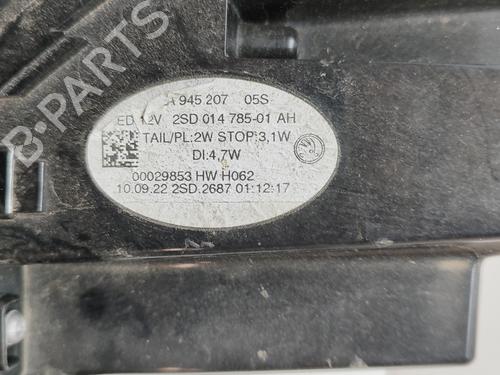 A 945 207 05S
ED 12V 2SD 014 785-01 AH
TAIL/PL:2W STOP:3,1W
DI:4,7W
00029853 HW H062
10.09.22 2SD.2687 01:12:17
B-PARTS